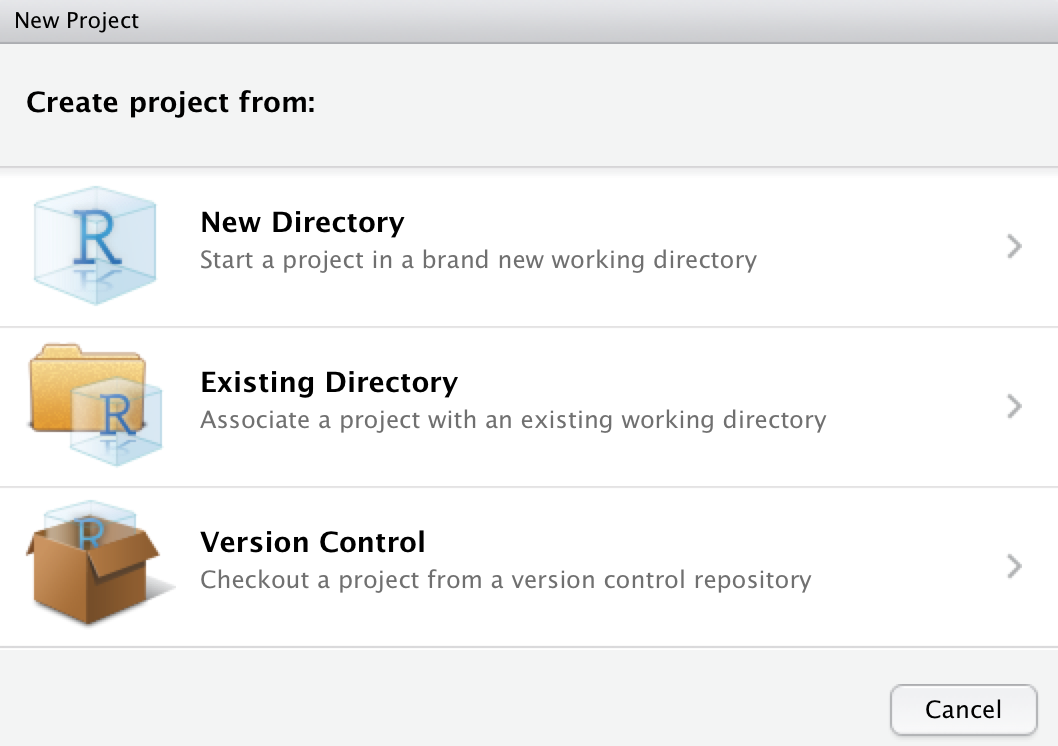 New Project
Create project from:
R
New Directory
Start a project in a brand new working directory
R
Existing Directory
Associate a project with an existing working directory
R
Version Control
Checkout a project from a version control repository
Cancel